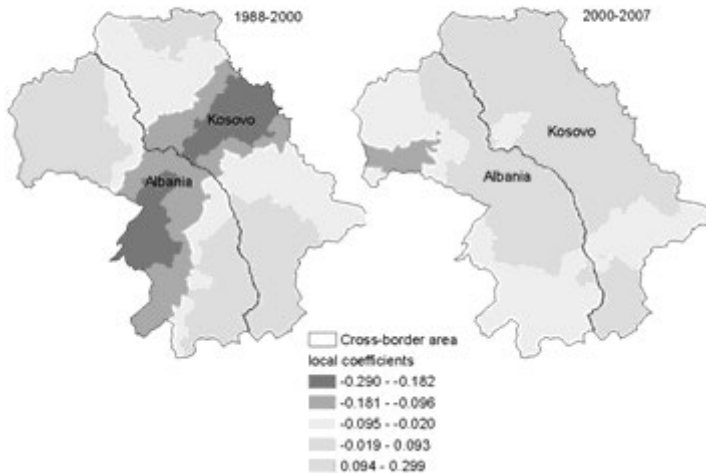 1988-2000
2000-2007
Kosovo
Albania
Kosovo
Albania
Cross-border area
local coefficients
-0.290 - -0.182
-0.181 - -0.096
-0.095 - -0.020
-0.019 - 0.093
0.094 - 0.299